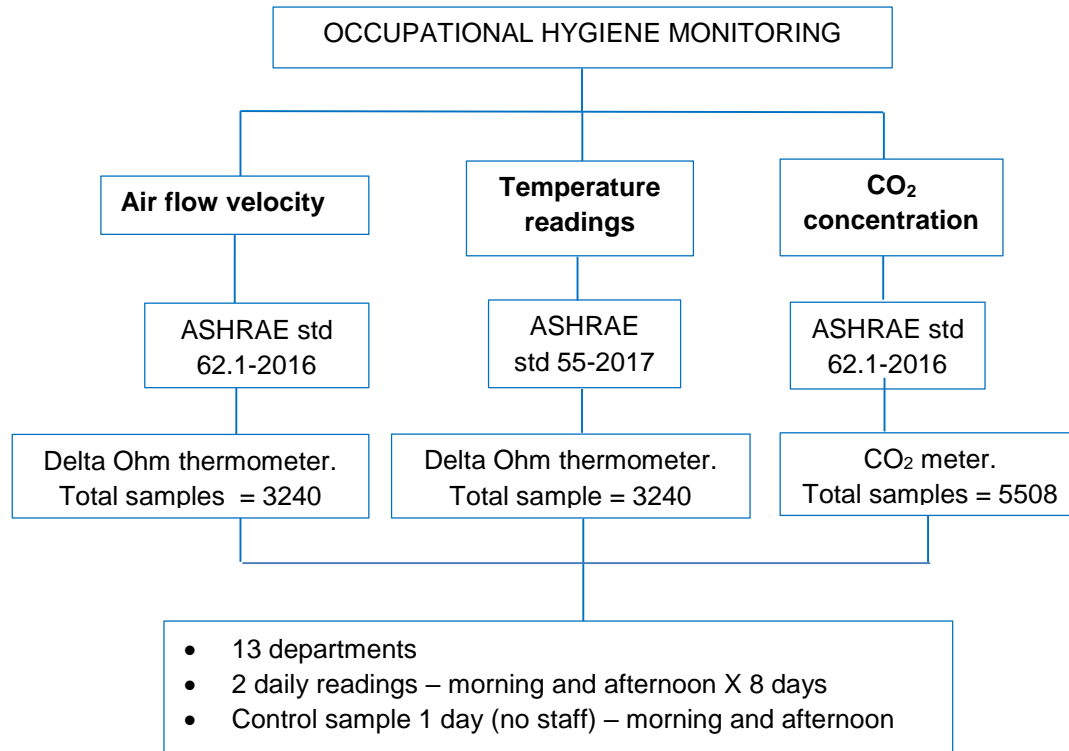 OCCUPATIONAL HYGIENE MONITORING
Air flow velocity
Temperature
readings
CO₂
concentration
ASHRAE std
62.1-2016
ASHRAE
std 55-2017
ASHRAE std
62.1-2016
Delta Ohm thermometer.
Total samples = 3240
Delta Ohm thermometer.
Total sample = 3240
CO₂ meter.
Total samples = 5508
• 13 departments
• 2 daily readings – morning and afternoon X 8 days
• Control sample 1 day (no staff) – morning and afternoon